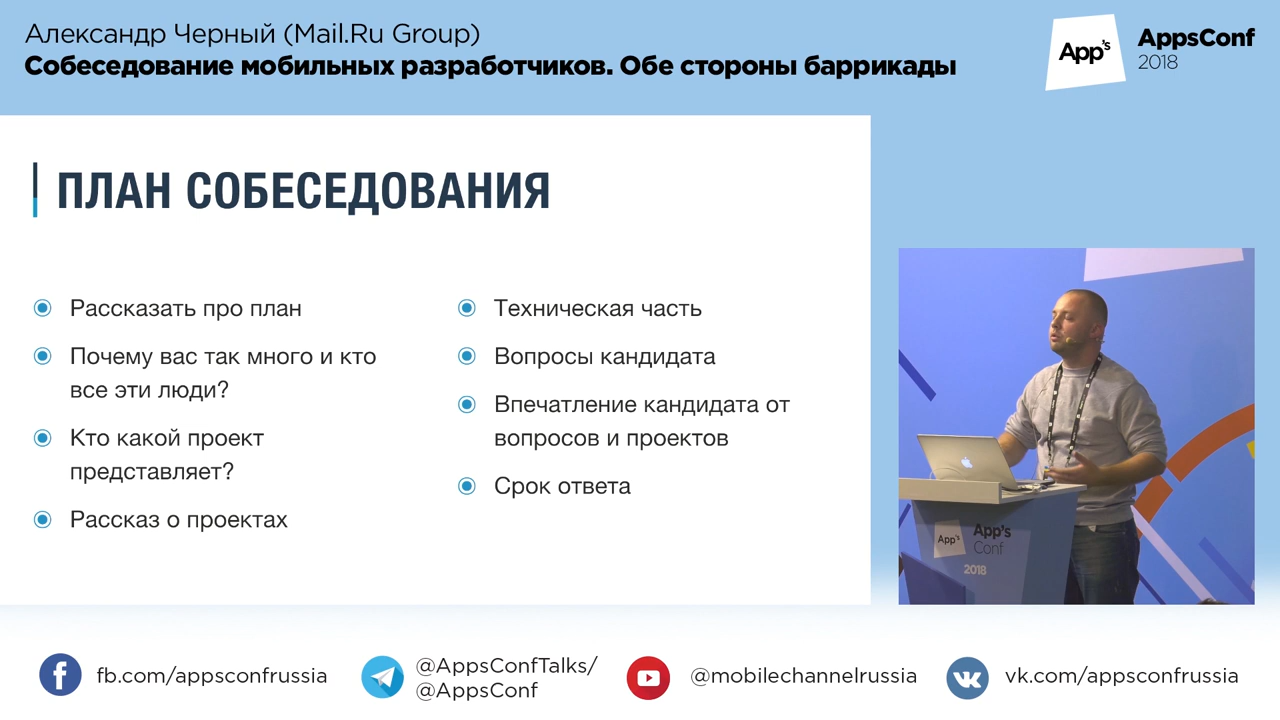 Александр Черный (Mail.Ru Group)
Собеседование мобильных разработчиков. Обе стороны баррикады
App's
AppsConf
2018
ПЛАН СОБЕСЕДОВАНИЯ
Рассказать про план
Почему вас так много и кто
все эти люди?
Кто какой проект
представляет?
Рассказ о проектах
Техническая часть
Вопросы кандидата
Впечатление кандидата от
вопросов и проектов
Срок ответа
App's
App's
Conf
2018
fb.com/appsconfrussia
@AppsConfTalks/
@AppsConf
@mobilechannelrussia
vk.com/appsconfrussia